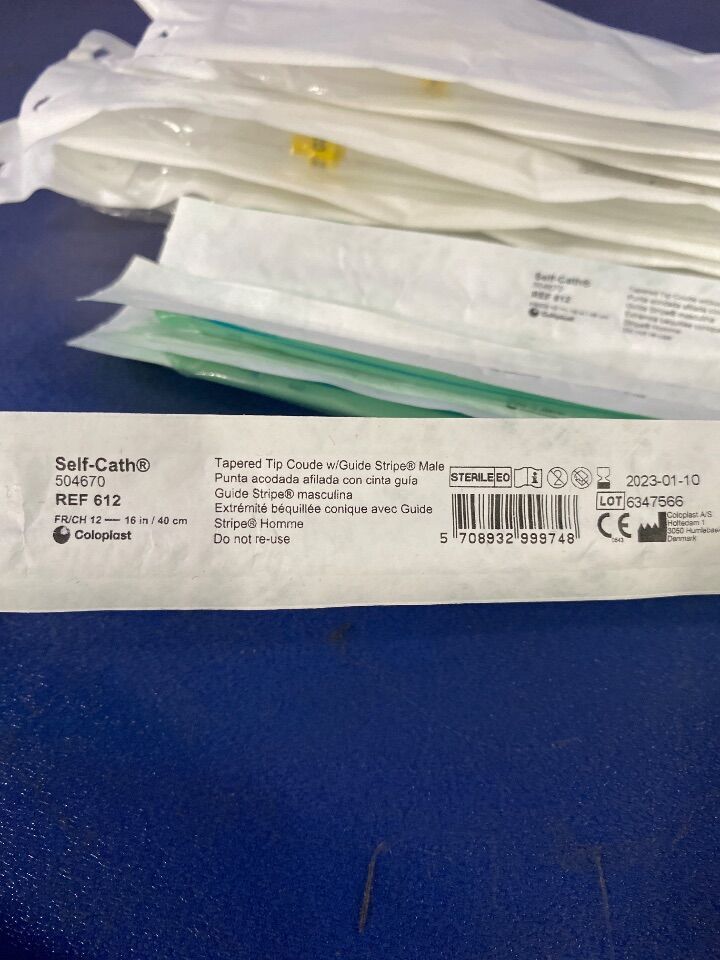 Self-Cath®
REF 612
Coloplast
Self-Cath®
504670
REF 612
FR/CH 12 — 16 in / 40 cm
Coloplast
Tapered Tip Coude w/Guide Stripe® Male
Punta acodada afilada con cinta guía
Guide Stripe® masculina
Extrémité béquillée conique avec Guide
Stripe® Homme
Do not re-use
STERILE EO
5 708932 999748
2023-01-10
LOT 6347566
CE
Coloplast A/S
Holtedam 1
3050 Humlebæk
Denmark